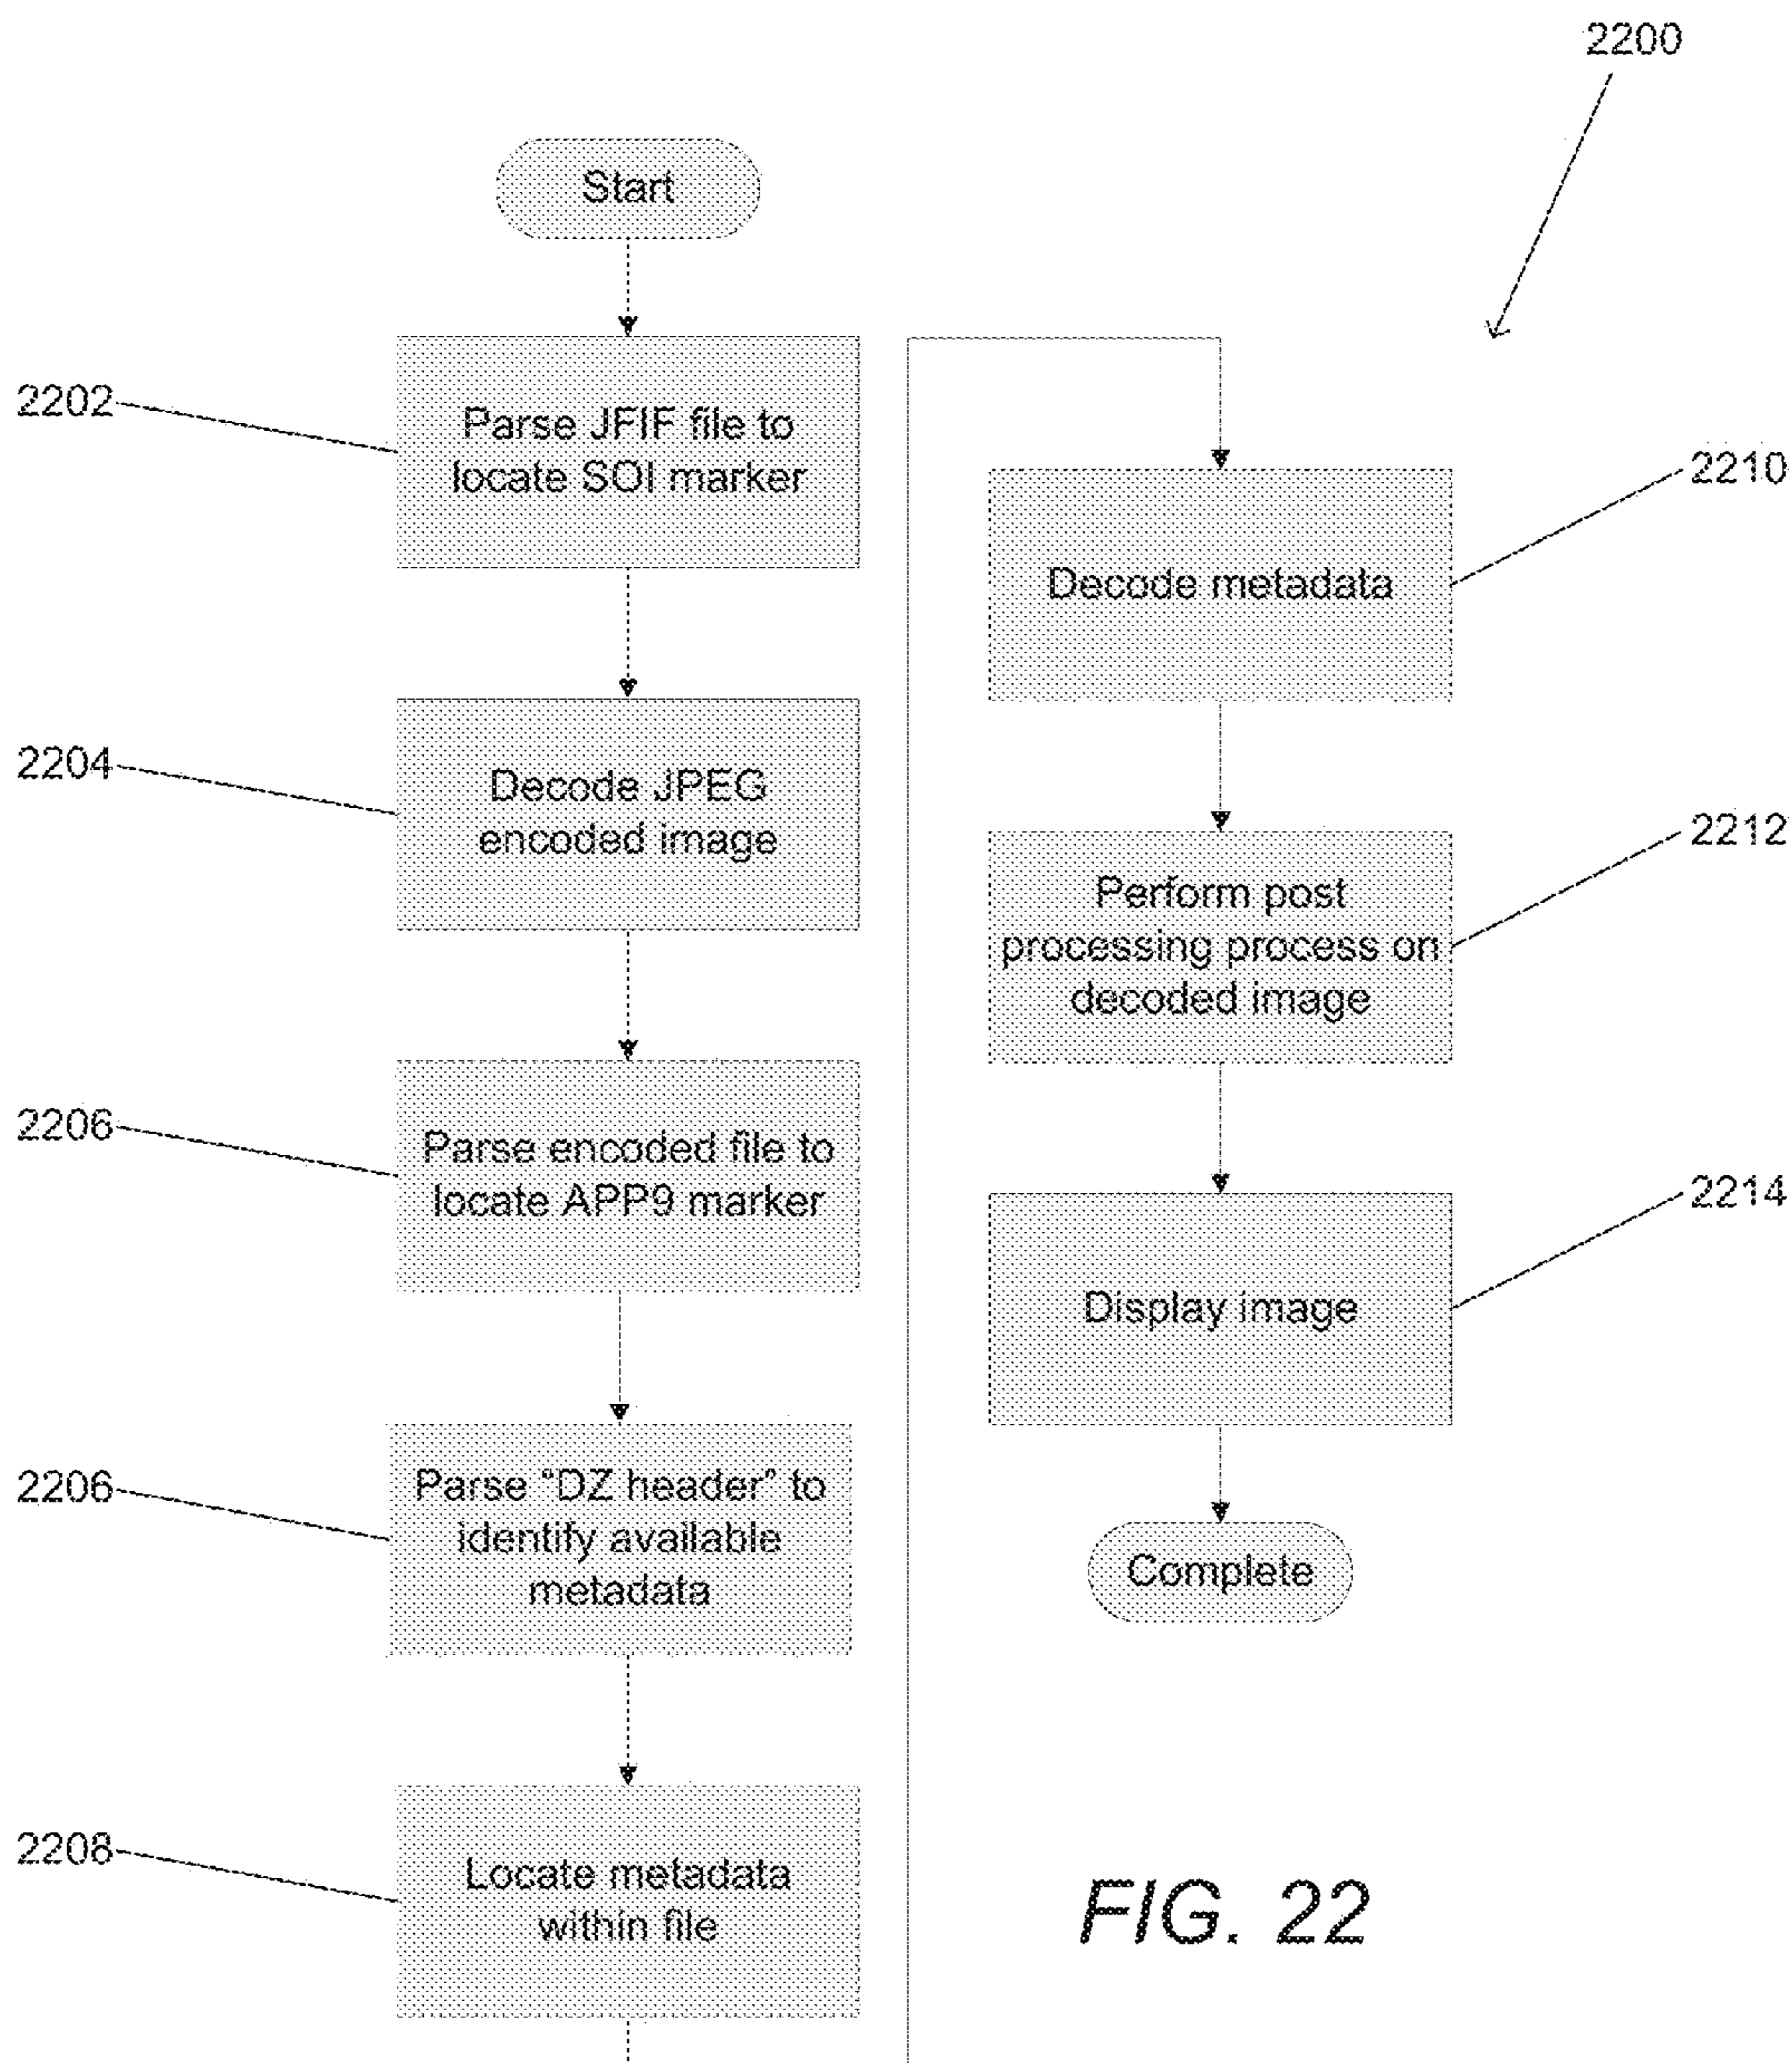 2200
Start
2202
Parse JFIF file to
locate SOI marker
2204
Decode JPEG
encoded image
2206
Parse encoded file to
locate APP9 marker
2206
Parse “DZ header” to
identify available
metadata
2208
Locate metadata
within file
2210
Decode metadata
2212
Perform post
processing process on
decoded image
2214
Display image
Complete
FIG. 22